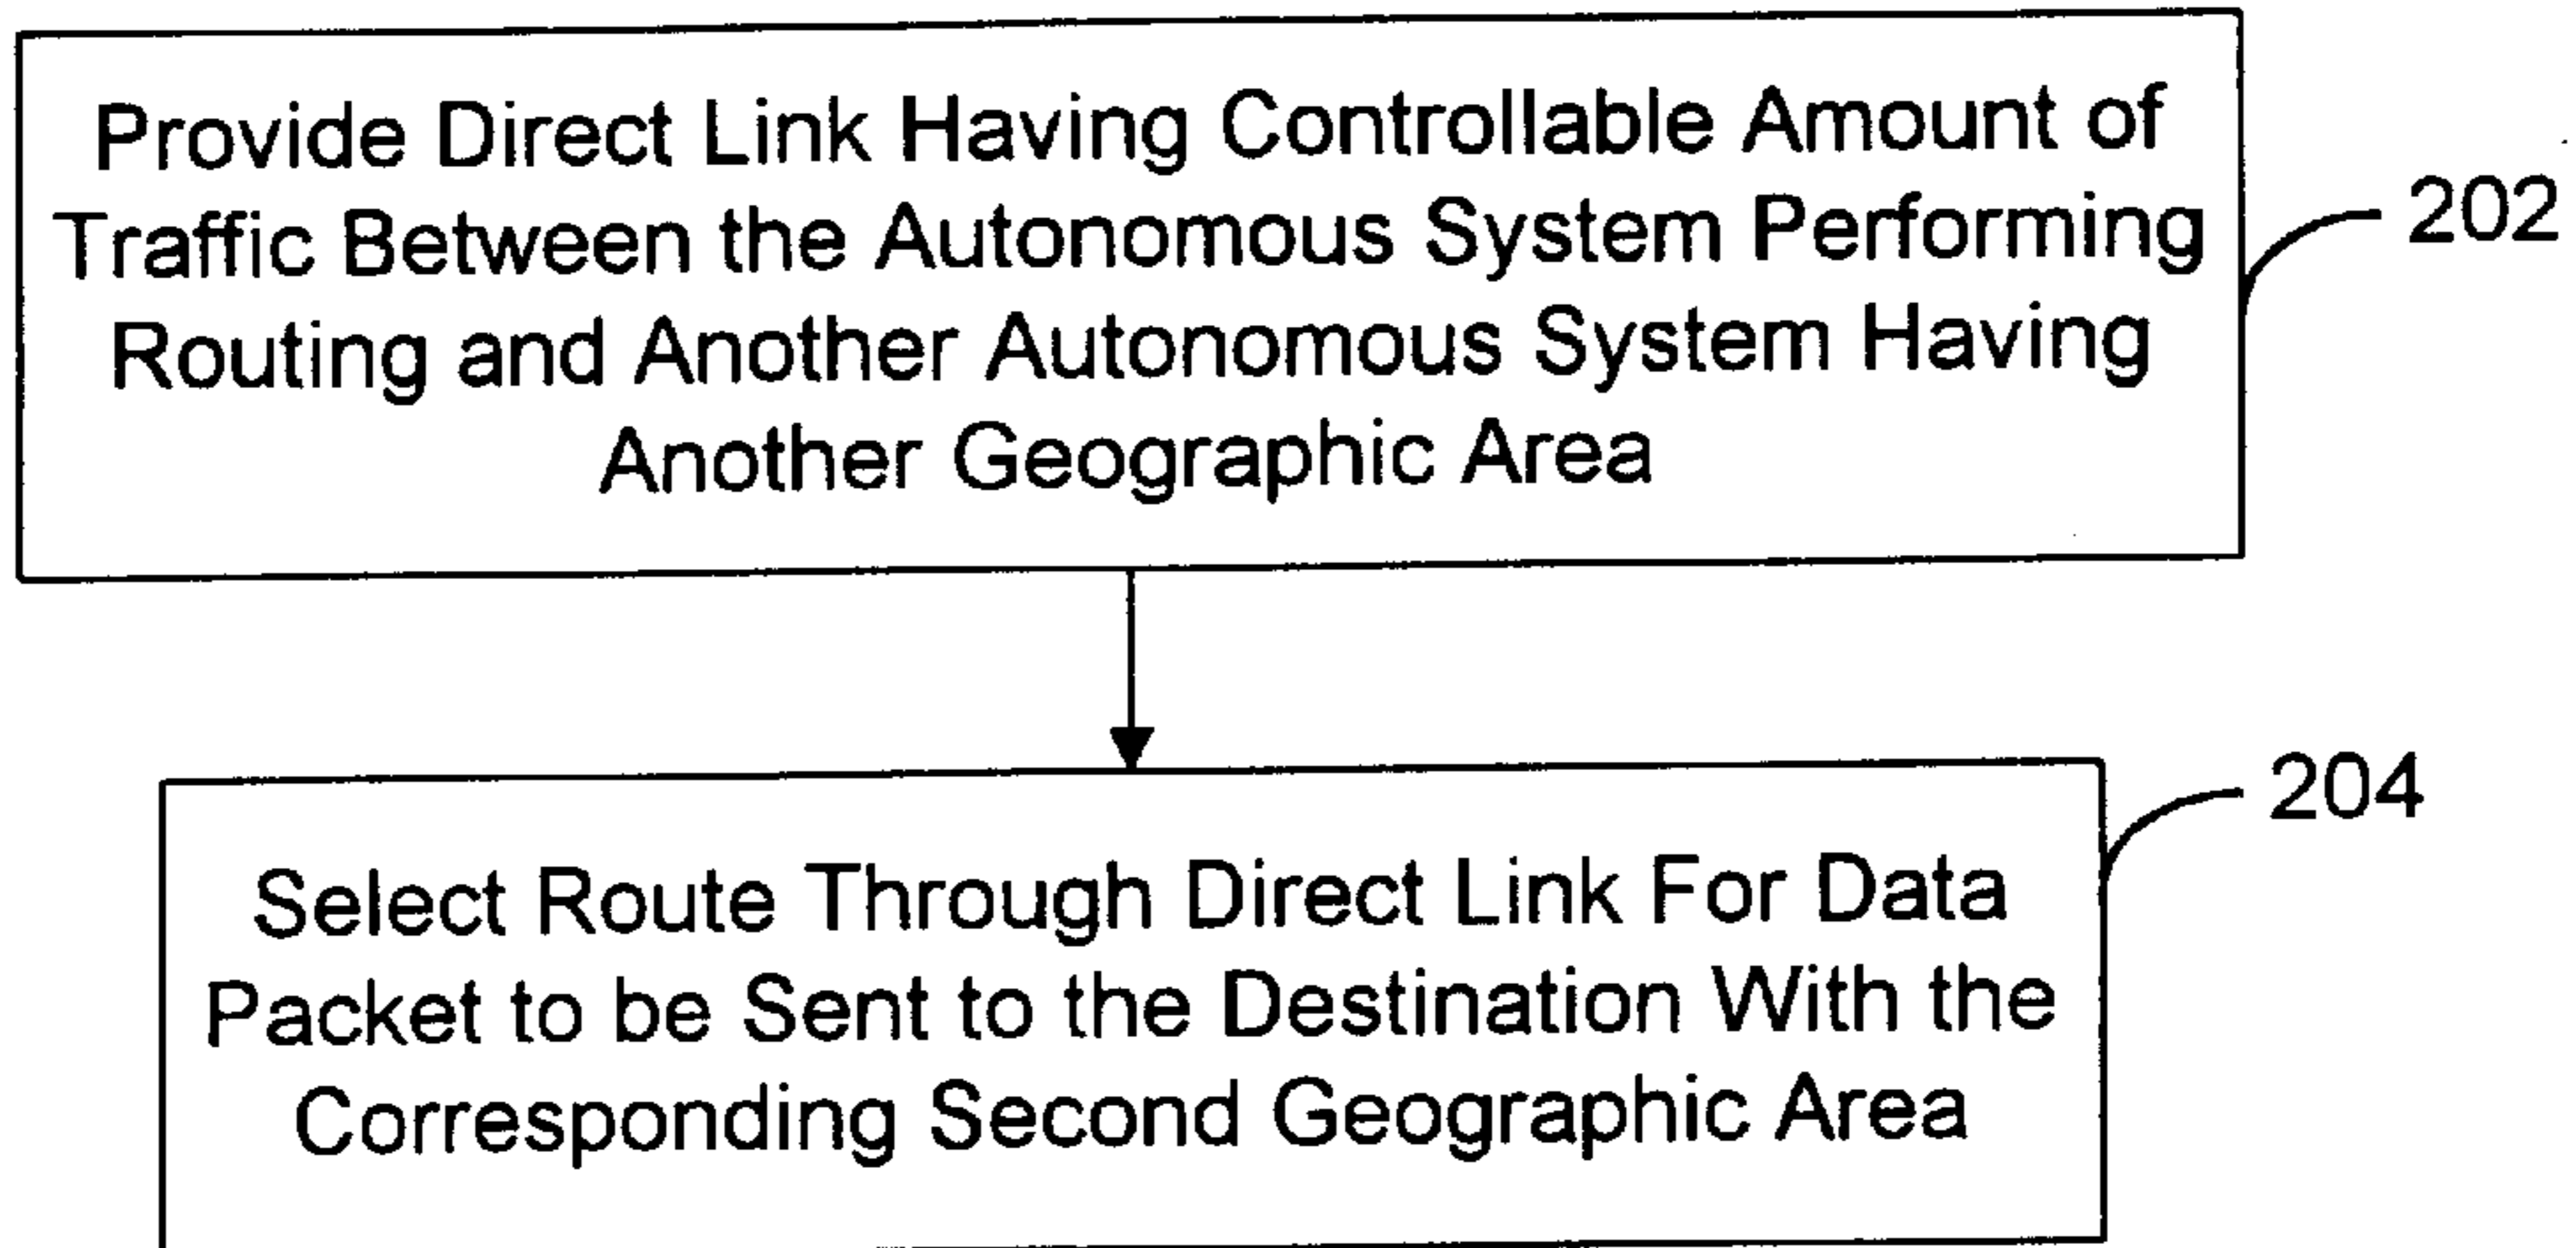 Provide Direct Link Having Controllable Amount of
Traffic Between the Autonomous System Performing
Routing and Another Autonomous System Having
Another Geographic Area
202
204
Select Route Through Direct Link For Data
Packet to be Sent to the Destination With the
Corresponding Second Geographic Area